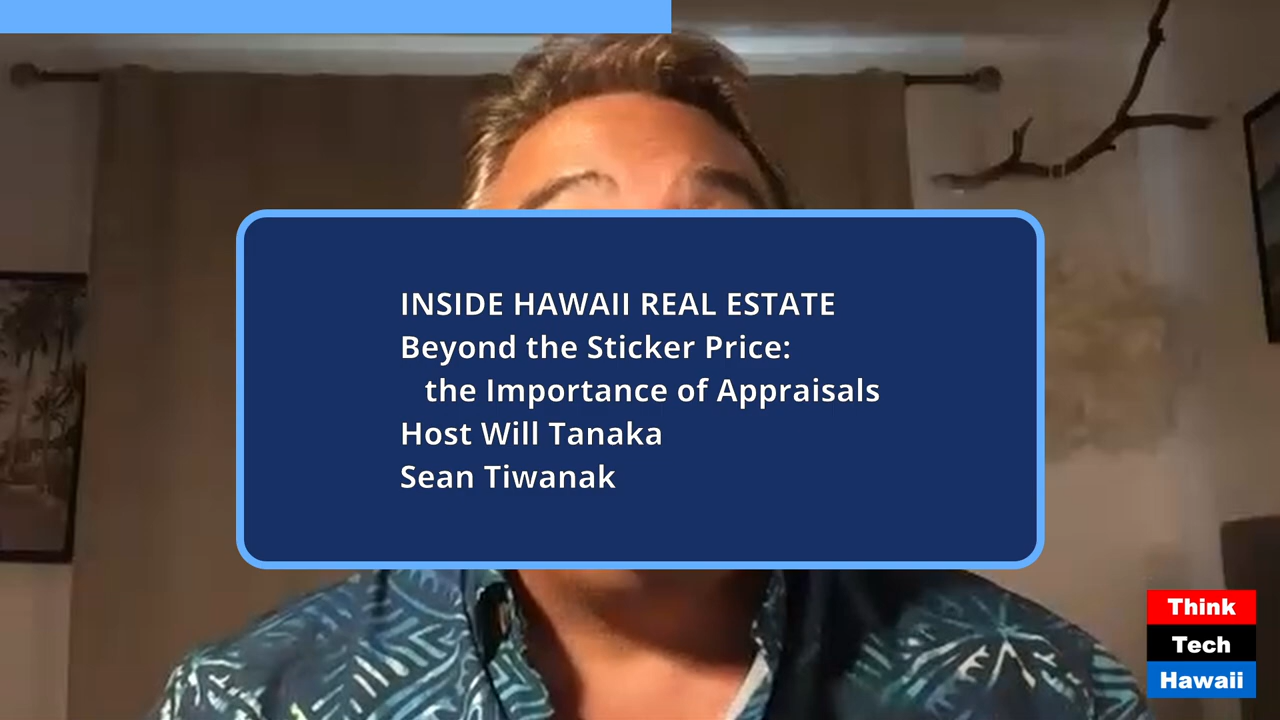 INSIDE HAWAII REAL ESTATE
Beyond the Sticker Price:
the Importance of Appraisals
Host Will Tanaka
Sean Tiwanak
Think
Tech
Hawaii